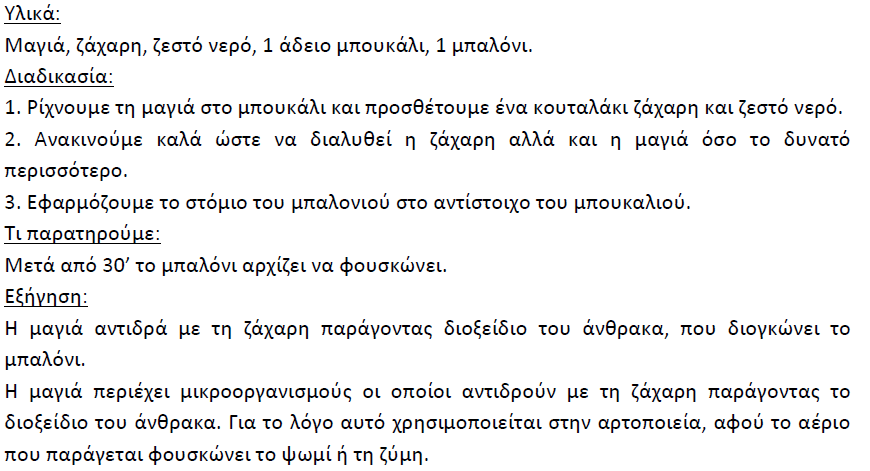 Υλικά:
Μαγιά, ζάχαρη, ζεστό νερό, 1 άδειο μπουκάλι, 1 μπαλόνι.
Διαδικασία:
1. Ρίχνουμε τη μαγιά στο μπουκάλι και προσθέτουμε ένα κουταλάκι ζάχαρη και ζεστό νερό.
2. Ανακινούμε καλά ώστε να διαλυθεί η ζάχαρη αλλά και η μαγιά όσο το δυνατό
περισσότερο.
3. Εφαρμόζουμε το στόμιο του μπαλονιού στο αντίστοιχο του μπουκαλιού.
Τι παρατηρούμε:
Μετά από 30’ το μπαλόνι αρχίζει να φουσκώνει.
Εξήγηση:
Η μαγιά αντιδρά με τη ζάχαρη παράγοντας διοξείδιο του άνθρακα, που διογκώνει το
μπαλόνι.
Η μαγιά περιέχει μικροοργανισμούς οι οποίοι αντιδρούν με τη ζάχαρη παράγοντας το
διοξείδιο του άνθρακα. Για το λόγο αυτό χρησιμοποιείται στην αρτοποιεία, αφού το αέριο
που παράγεται φουσκώνει το ψωμί ή τη ζύμη.